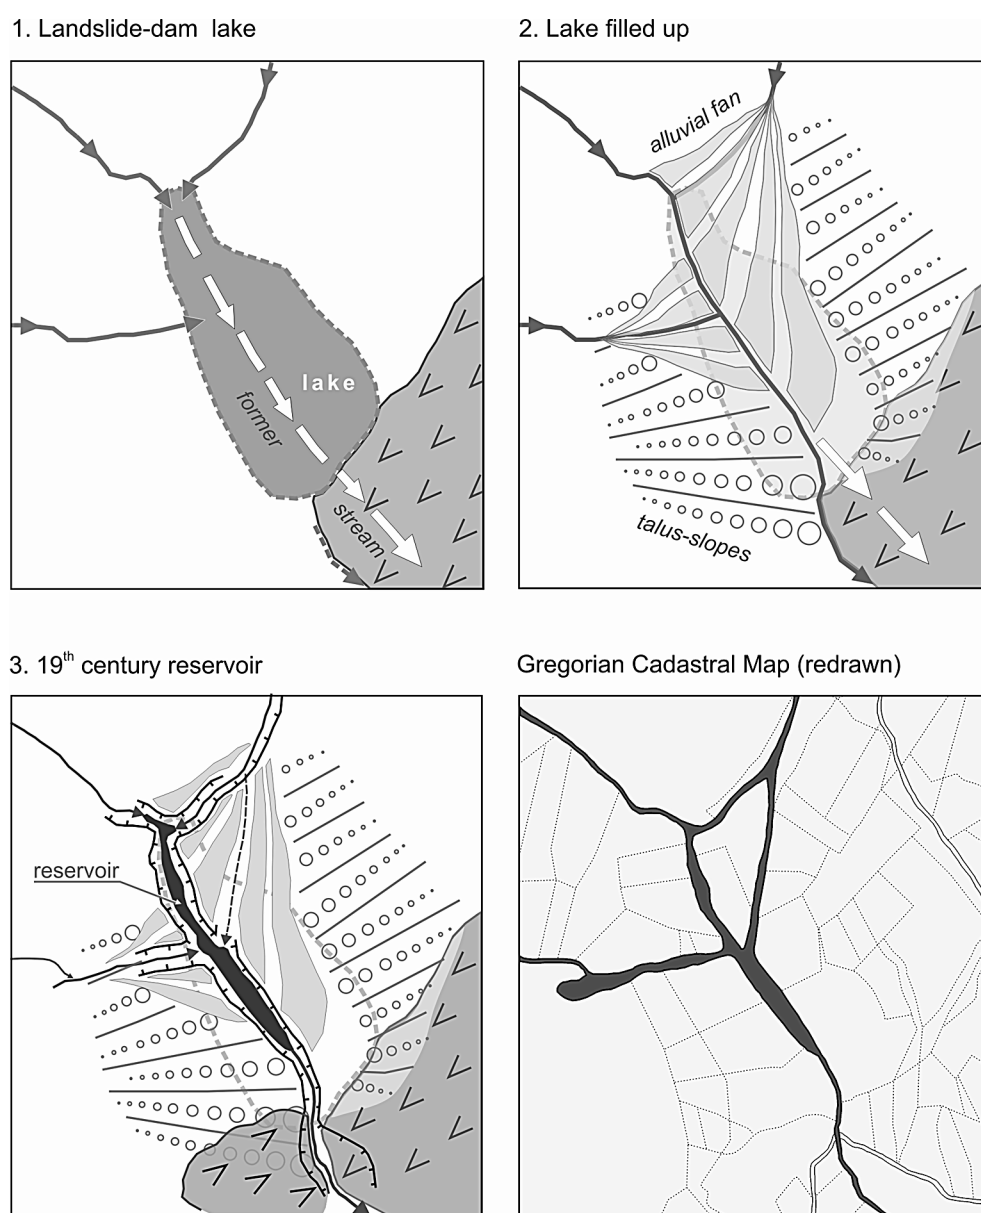 1. Landslide-dam lake
2. Lake filled up
alluvial fan
lake
former
stream
talus-slopes
3. 19th century reservoir
Gregorian Cadastral Map (redrawn)
reservoir